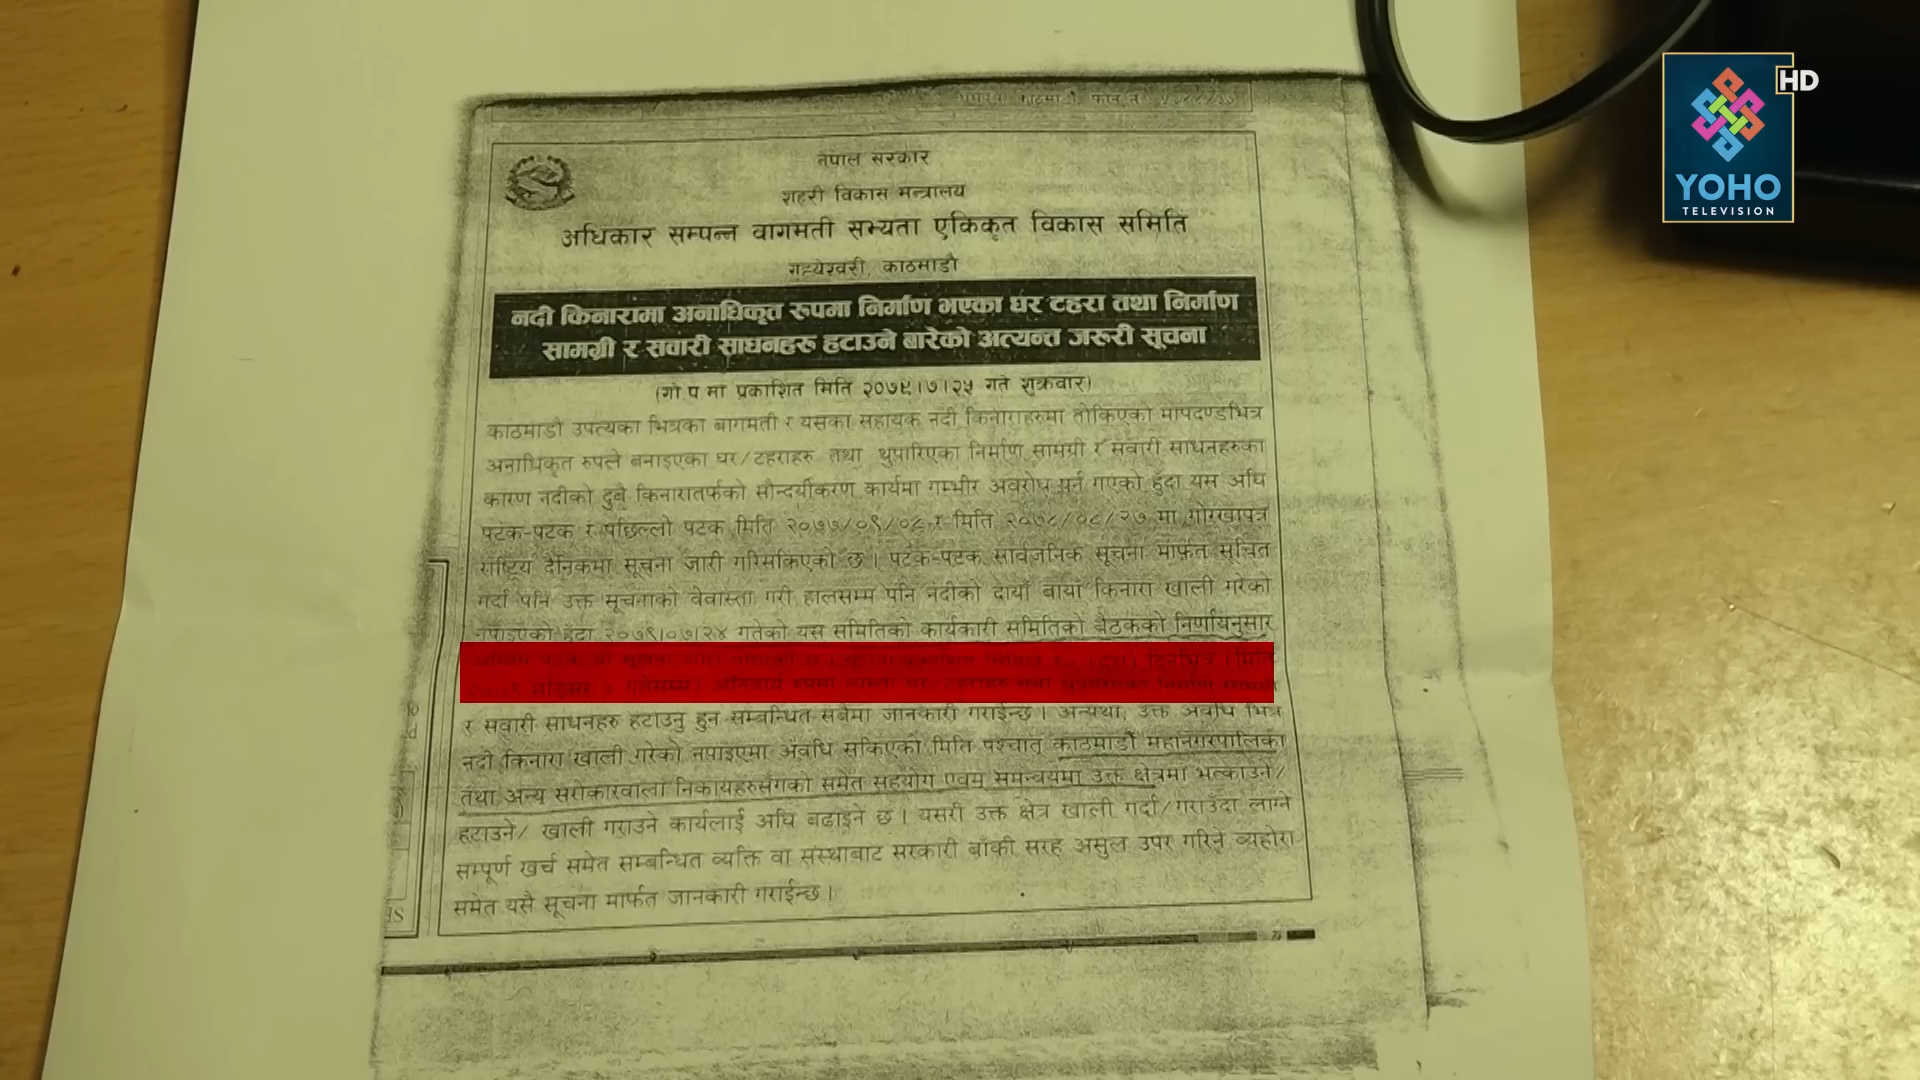 HD
YOHO
TELEVISION
नेपाल सरकार
शहरी विकास मन्त्रालय
अधिकार सम्पन्न वागमती सभ्यता एकिकृत विकास समिति
गुह्येश्वरी, काठमाडौ
नदी किनारामा अनाधिकृत रुपमा निर्माण भएका घर टहरा तथा निर्माण
सामग्री र सवारी साधनहरु हटाउने बारेको अत्यन्त जरुरी सूचना
(गो प मा प्रकाशित मिति २०७९।७।२५ गते शुक्रवार)
काठमाडौ उपत्यका भित्रका बागमती र यसका सहायक नदी किनाराहरुमा तोकिएको मापदण्डभित्र
अनाधिकृत रुपले बनाइएका घर/टहराहरु तथा थुपारिएका निर्माण सामग्री र सवारी साधनहरुका
कारण नदीको दुबै किनारातर्फको सौन्दर्यीकरण कार्यमा गम्भीर अवरोध पुर्न गएको हुँदा यस अघि
पटक-पटक र पछिल्लो पटक मिति २०७७/०९/०८ र मिति २०७८/०८/२७ मा गोरखापत्र
राष्ट्रिय दैनिकमा सूचना जारी गरिसकिएको छ । पटक-पटक सार्वजनिक सूचना मार्फत सूचित
गर्दा पनि उक्त सूचनाको वेवास्ता गरी हालसम्म पनि नदीको दायाँ बायाँ किनारा खाली गरेको
नपाइएको हुँदा २०७९।०७।२४ गतेको यस समितिको कार्यकारी समितिको बैठकको निर्णयानुसार
दिनभित्र (मिति
अनिवार्य रुपमा त्यस्ता घर/टहराहरु तथा थुपारिएका निर्माण सामग्री
र सवारी साधनहरु हटाउनु हुन सम्बन्धित सबैमा जानकारी गराईन्छ । अन्यथा, उक्त अवधि भित्र
नदी किनारा खाली गरेको नपाइएमा अवधि सकिएको मिति पश्चात् काठमाडौं महानगरपालिका
तथा अन्य सरोकारवाला निकायहरुसँगको समेत सहयोग एवम् समन्वयमा उक्त क्षेत्रमा भत्काउने/
हटाउने/ खाली गराउने कार्यलाई अघि बढाइने छ । यसरी उक्त क्षेत्र खाली गर्दा/गराउँदा लाग्ने
सम्पूर्ण खर्च समेत सम्बन्धित व्यक्ति वा संस्थाबाट सरकारी बाँकी सरह असुल उपर गरिने व्यहोरा
समेत यसै सूचना मार्फत जानकारी गराईन्छ ।